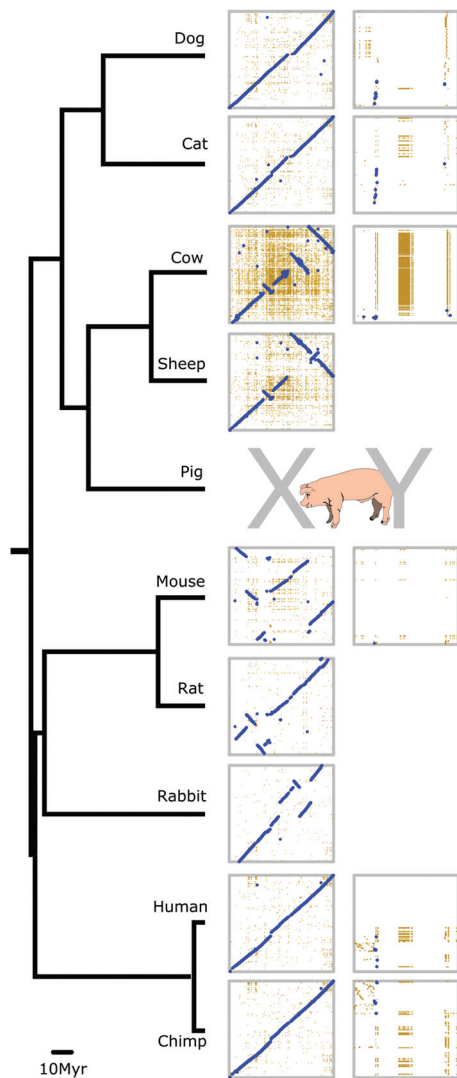 Dog
Cat
Cow
Sheep
Pig
X Y
Mouse
Rat
Rabbit
Human
Chimp
10Myr